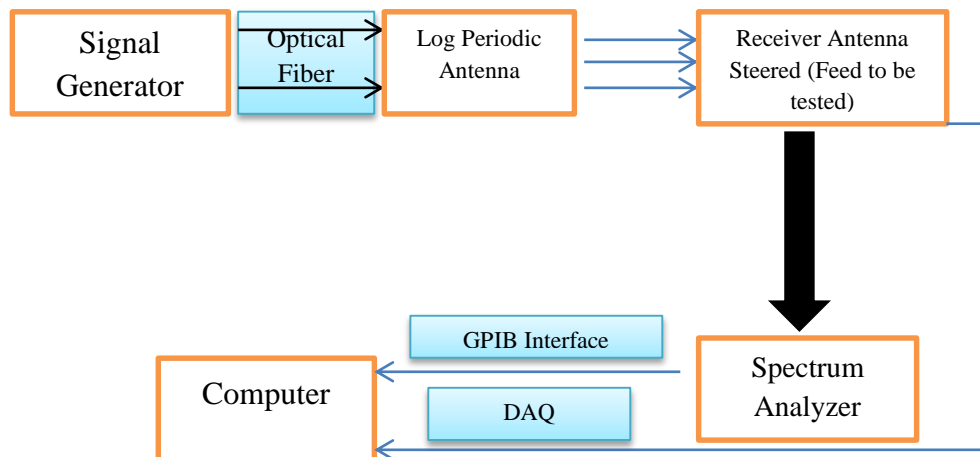 Signal
Generator
Optical
Fiber
Log Periodic
Antenna
Receiver Antenna
Steered (Feed to be
tested)
GPIB Interface
Spectrum
Analyzer
Computer
DAQ